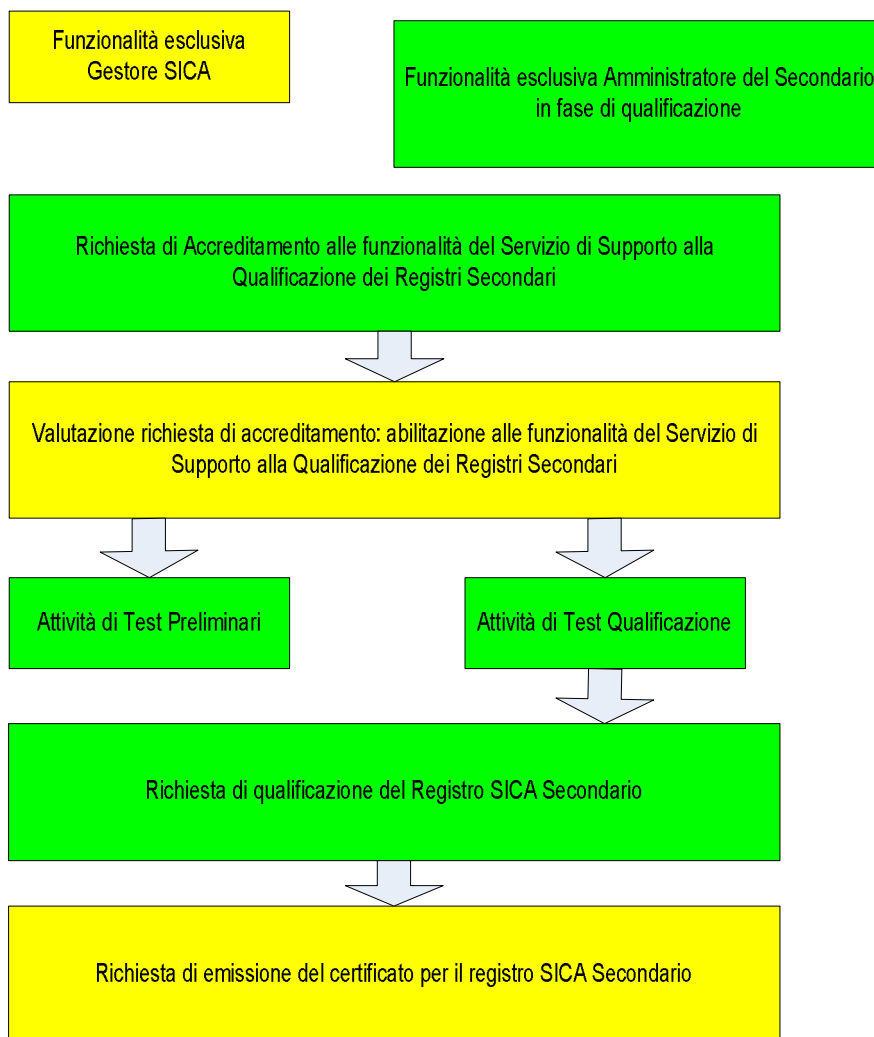 Funzionalità esclusiva
Gestore SICA
Funzionalità esclusiva Amministratore del Secondario
in fase di qualificazione
Richiesta di Accreditamento alle funzionalità del Servizio di Supporto alla
Qualificazione dei Registri Secondari
Valutazione richiesta di accreditamento: abilitazione alle funzionalità del Servizio di
Supporto alla Qualificazione dei Registri Secondari
Attività di Test Preliminari
Attività di Test Qualificazione
Richiesta di qualificazione del Registro SICA Secondario
Richiesta di emissione del certificato per il registro SICA Secondario